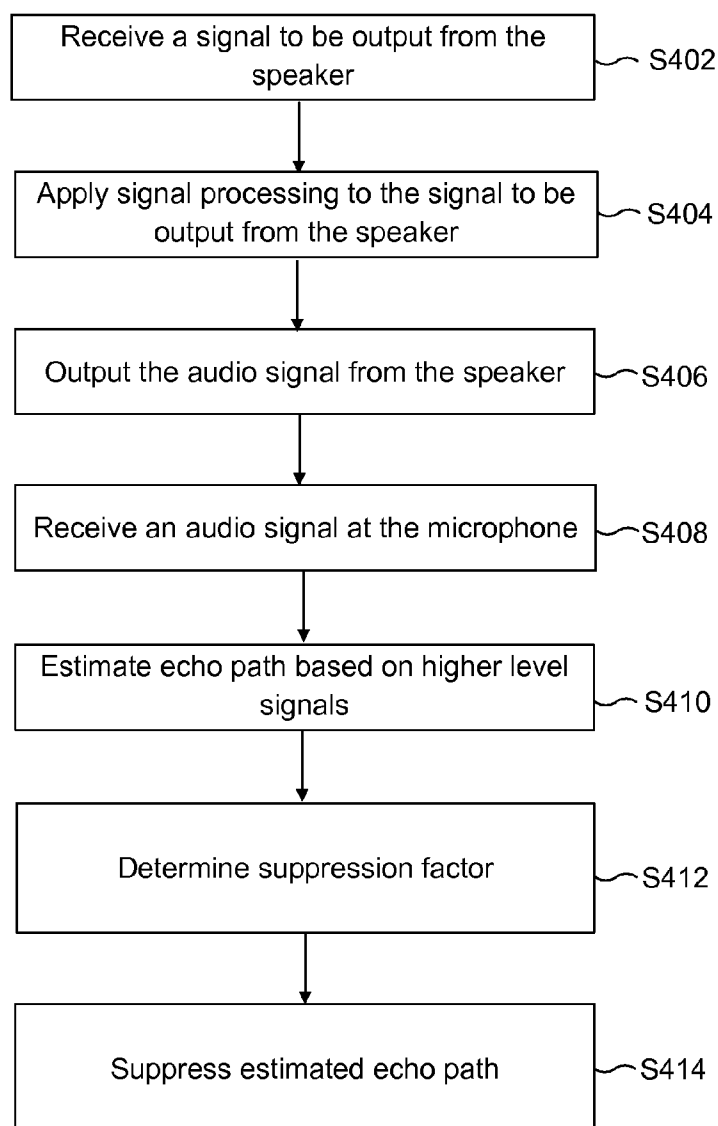 Receive a signal to be output from the
speaker
S402
Apply signal processing to the signal to be
output from the speaker
S404
Output the audio signal from the speaker
S406
Receive an audio signal at the microphone
S408
Estimate echo path based on higher level
signals
S410
Determine suppression factor
S412
Suppress estimated echo path
S414